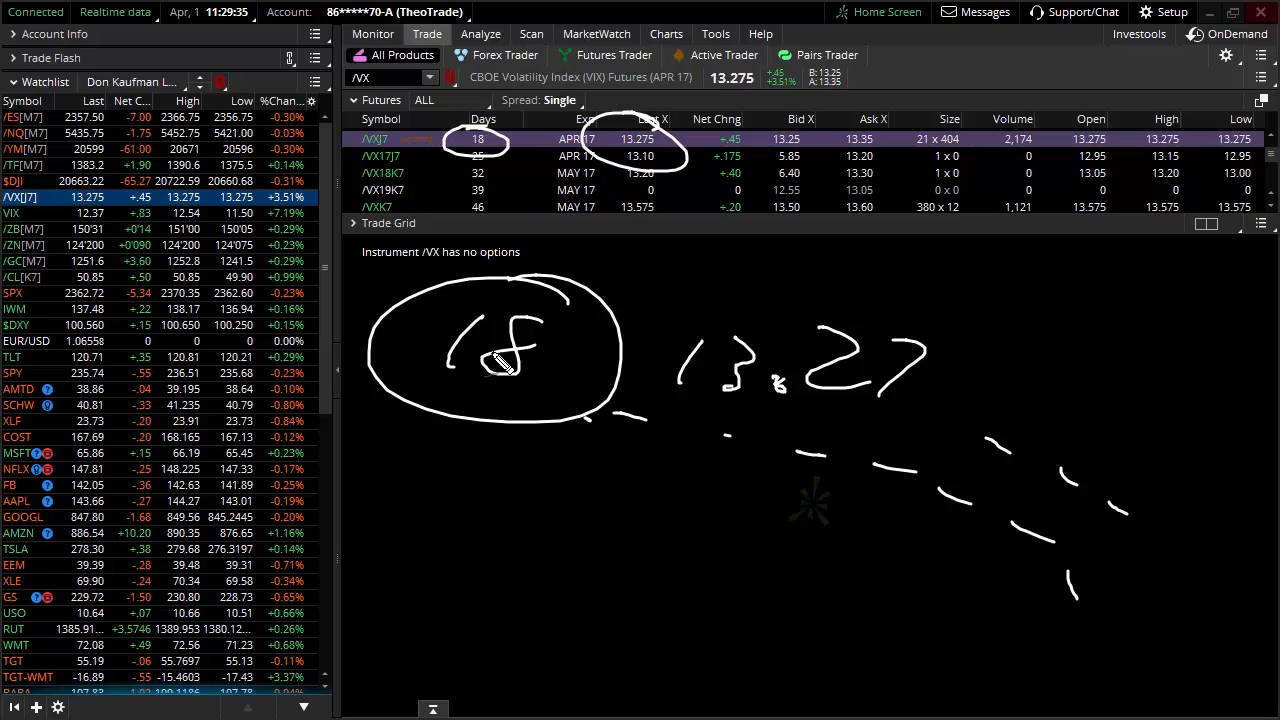 Connected Realtime data Apr, 1 11:29:35 Account: 86*****70-A (TheoTrade) Home Screen Messages Support/Chat Setup
Account Info
Trade Flash
Watchlist Don Kaufman L...
Symbol Last Net C... High Low %Chan...
/ES[M7] 2357.50 -7.00 2366.75 2356.75 -0.30%
/NQ[M7] 5435.75 -1.75 5452.75 5421.00 -0.03%
/YM[M7] 20599 -61.00 20671 20596 -0.30%
/TF[M7] 1383.2 +1.90 1390.6 1375.5 +0.14%
$DJI 20663.22 -65.27 20722.59 20660.68 -0.31%
/VX[J7] 13.275 +.45 13.275 13.275 +3.51%
VIX 12.37 +.83 12.54 11.50 +7.19%
/ZB[M7] 150'31 +0'14 151'00 150'05 +0.29%
/ZN[M7] 124'200 +0'090 124'200 124'075 +0.23%
/GC[M7] 1251.6 +3.60 1252.8 1241.5 +0.29%
/CL[K7] 50.85 +.50 50.85 49.90 +0.99%
SPX 2362.72 -5.34 2370.35 2362.60 -0.23%
IWM 137.48 +.22 138.17 136.94 +0.16%
$DXY 100.560 +.15 100.650 100.250 +0.15%
EUR/USD 1.06558 0 0 0 0.00%
TLT 120.71 +.35 120.81 120.21 +0.29%
SPY 235.74 -.55 236.51 235.68 -0.23%
AMTD 38.86 -.04 39.195 38.64 -0.10%
SCHW 40.81 -.33 41.235 40.79 -0.80%
XLF 23.73 -.20 23.91 23.73 -0.84%
COST 167.69 -.20 168.165 167.13 -0.12%
MSFT 65.86 +.15 66.19 65.45 +0.23%
NFLX 147.81 -.25 148.225 147.33 -0.17%
FB 142.05 -.36 142.63 141.89 -0.25%
AAPL 143.66 -.27 144.27 143.01 -0.19%
GOOGL 847.80 -1.68 849.56 845.2445 -0.20%
AMZN 886.54 +10.20 890.35 876.65 +1.16%
TSLA 278.30 +.38 279.68 276.3197 +0.14%
EEM 39.39 -.28 39.48 39.31 -0.71%
XLE 69.90 -.24 70.34 69.58 -0.34%
GS 229.72 -1.50 230.80 228.73 -0.65%
USO 10.64 +.07 10.66 10.51 +0.66%
RUT 1385.91... +3.5746 1389.953 1380.12... +0.26%
WMT 72.08 +.49 72.56 71.23 +0.68%
TGT 55.19 -.06 55.7697 55.13 -0.11%
TGT-WMT -16.89 -.55 -15.4603 -17.43 +3.37%
BABA 107.83 -1.02 109.1186 107.78 -0.94%
Monitor Trade Analyze Scan MarketWatch Charts Tools Help Investools OnDemand
All Products Forex Trader Futures Trader Active Trader Pairs Trader
/VX CBOE Volatility Index (VIX) Futures (APR 17) 13.275 +.45 +3.51% B: 13.25 A: 13.35
Futures ALL Spread: Single
Symbol Days Exp Last X Net Chng Bid X Ask X Size Volume Open High Low
/VXJ7 18 APR 17 13.275 +.45 13.25 13.35 21 x 404 2,174 13.275 13.275 13.275
/VX17J7 25 APR 17 13.10 +.175 5.85 13.20 1 x 0 0 12.95 13.15 12.95
/VX18K7 32 MAY 17 13.20 +.40 6.40 13.30 1 x 0 0 13.05 13.20 13.00
/VX19K7 39 MAY 17 0 0 12.55 13.05 0 x 0 0 0 0 0
/VXK7 46 MAY 17 13.575 +.20 13.50 13.60 380 x 12 1,121 13.575 13.575 13.575
Trade Grid
Instrument /VX has no options
18 13.27